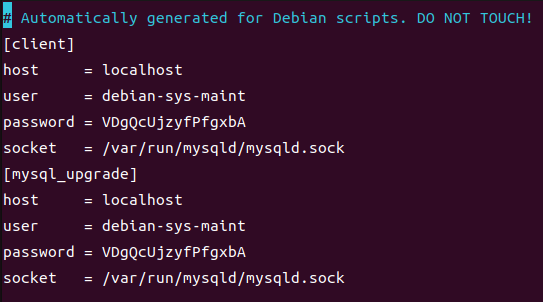 # Automatically generated for Debian scripts. DO NOT TOUCH!
[client]
host     = localhost
user     = debian-sys-maint
password = VDgQcUjzyfPfgxbA
socket   = /var/run/mysqld/mysqld.sock
[mysql_upgrade]
host     = localhost
user     = debian-sys-maint
password = VDgQcUjzyfPfgxbA
socket   = /var/run/mysqld/mysqld.sock